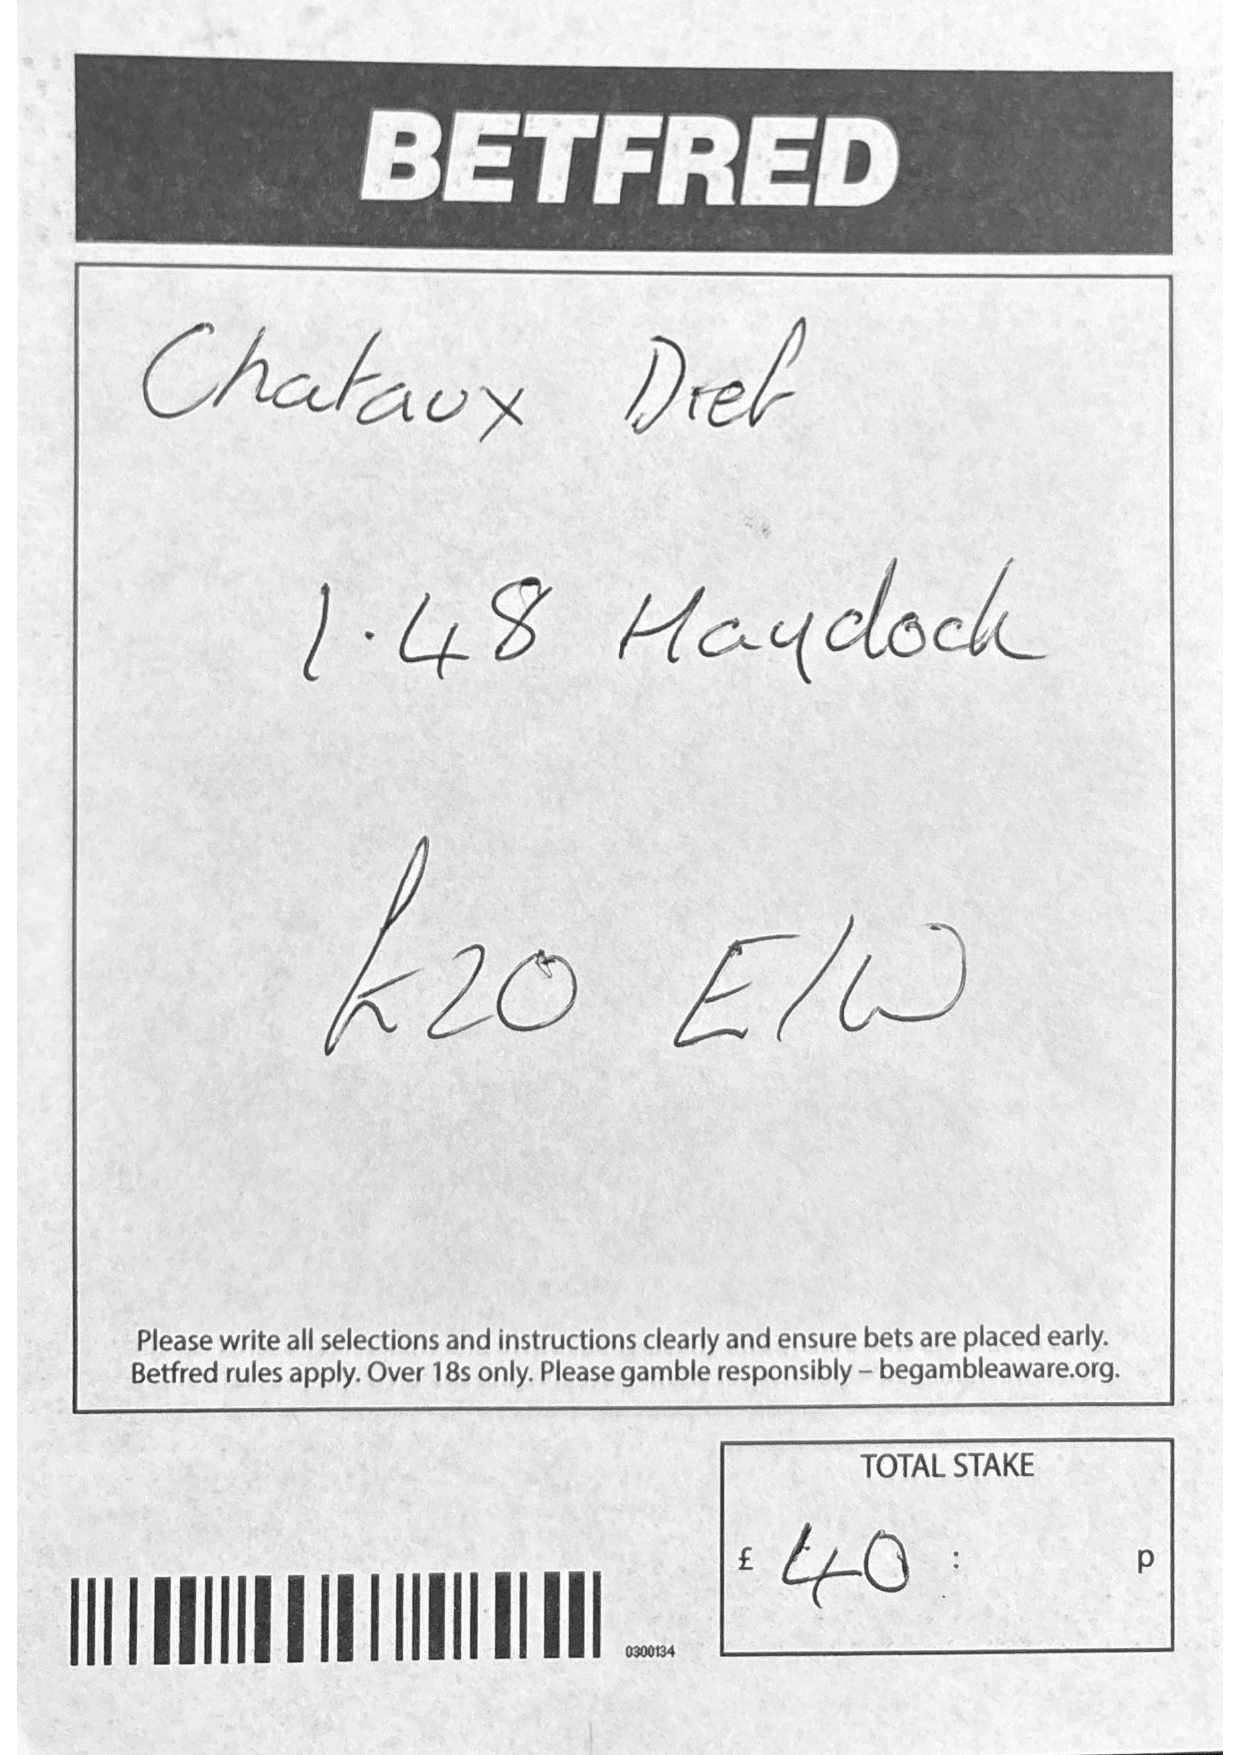 BETFRED
Chataux Dref
1.48 Haydock
£20 E/W
Please write all selections and instructions clearly and ensure bets are placed early.
Betfred rules apply. Over 18s only. Please gamble responsibly – begambleaware.org.
TOTAL STAKE
£ 40 : p
0300134